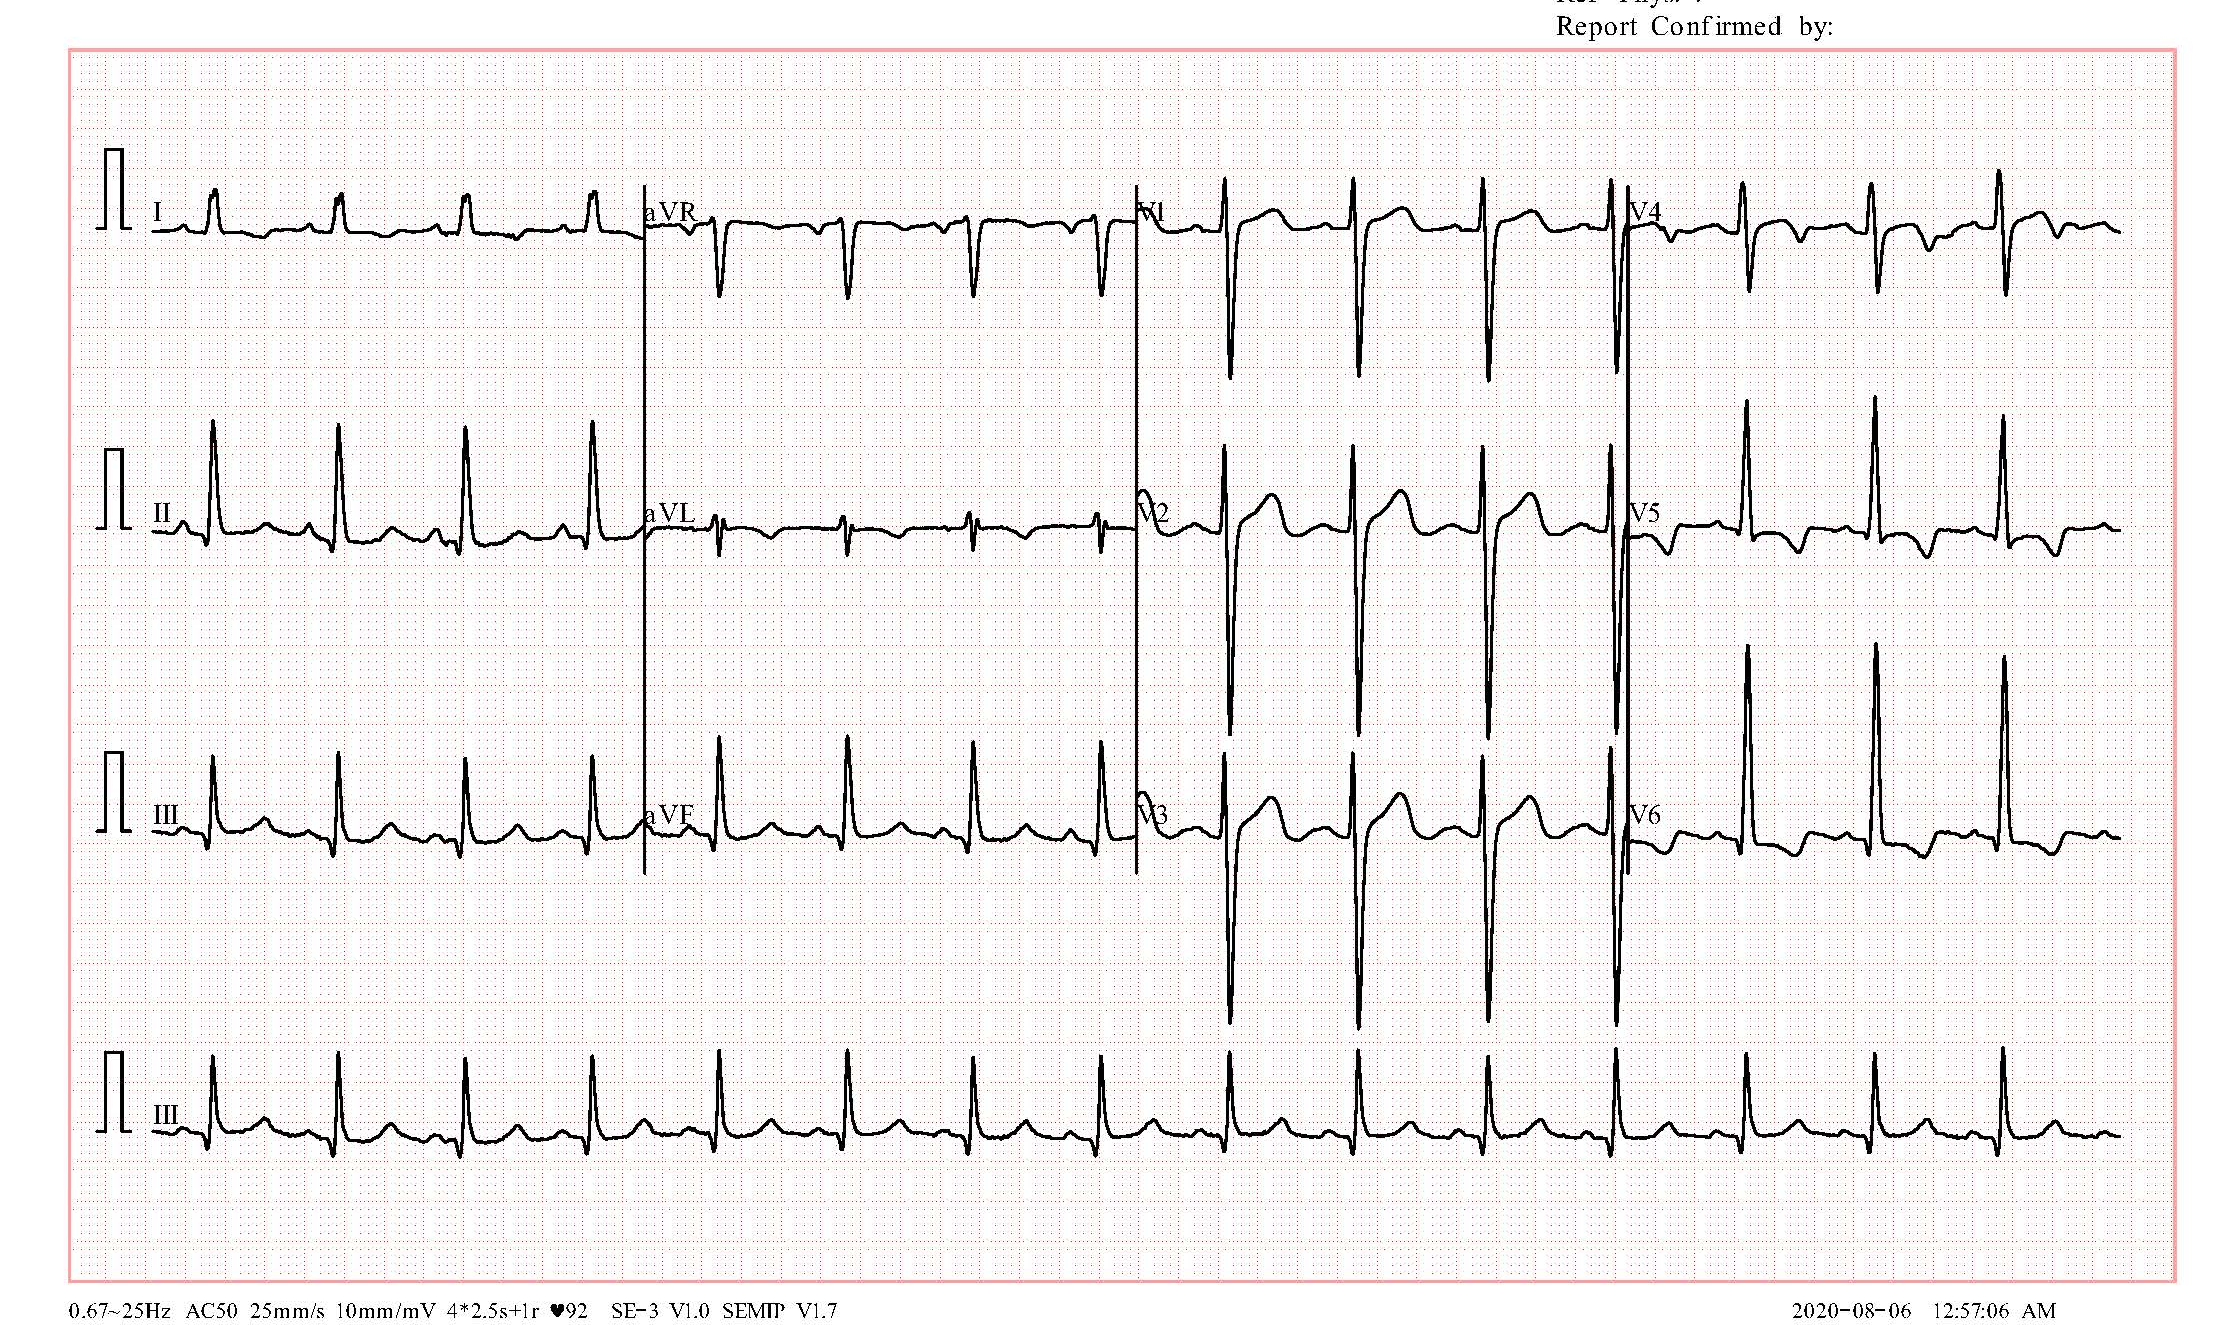 Report Confirmed by:
I aVR V1 V4
II aVL V2 V5
III aVF V3 V6
III
0.67~25Hz AC50 25mm/s 10mm/mV 4*2.5s+1r ♥92 SE-3 V1.0 SEMIP V1.7
2020-08-06 12:57:06 AM